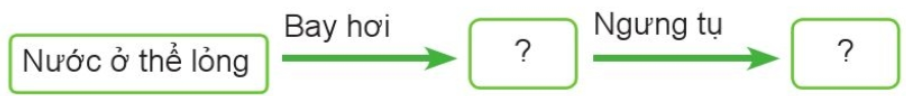 Nước ở thể lỏng
Bay hơi
?
Ngưng tụ
?